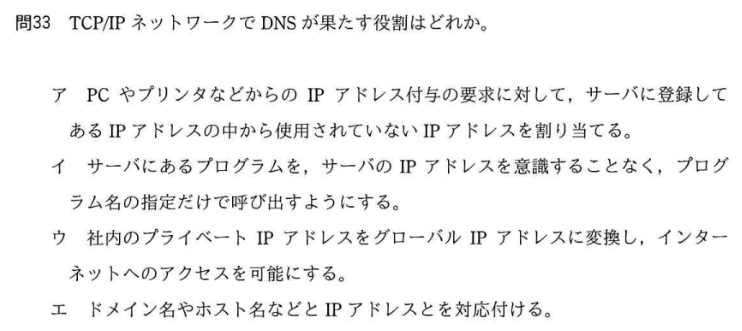 問33 TCP/IP ネットワークで DNS が果たす役割はどれか。
ア PC やプリンタなどからの IP アドレス付与の要求に対して，サーバに登録して
ある IP アドレスの中から使用されていない IP アドレスを割り当てる。
イ サーバにあるプログラムを，サーバの IP アドレスを意識することなく，プログ
ラム名の指定だけで呼び出すようにする。
ウ 社内のプライベート IP アドレスをグローバル IP アドレスに変換し，インター
ネットへのアクセスを可能にする。
エ ドメイン名やホスト名などと IP アドレスとを対応付ける。